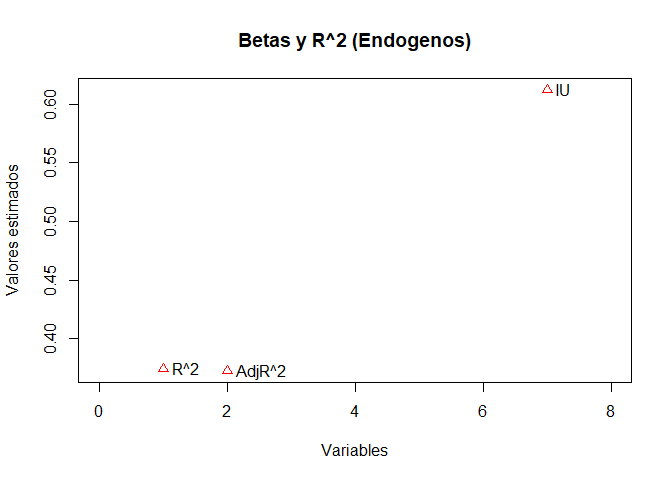 Betas y R^2 (Endogenos)
Valores estimados
0.60
0.55
0.50
0.45
0.40
IU
R^2
AdjR^2
0 2 4 6 8
Variables